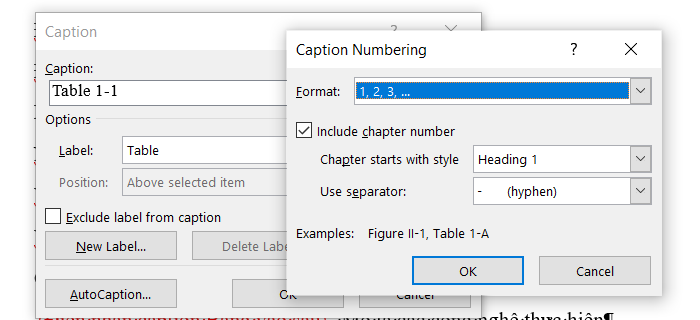 Caption
?
Caption:
Table 1-1
Options
Label: Table
Position: Above selected item
Exclude label from caption
New Label...
Delete Labe
AutoCaption...
OK
Cancel
Caption Numbering
? ×
Format: 1, 2, 3, ...
Include chapter number
Chapter starts with style Heading 1
Use separator: - (hyphen)
Examples: Figure II-1, Table 1-A
OK Cancel
nghệ·thực·hiện¶